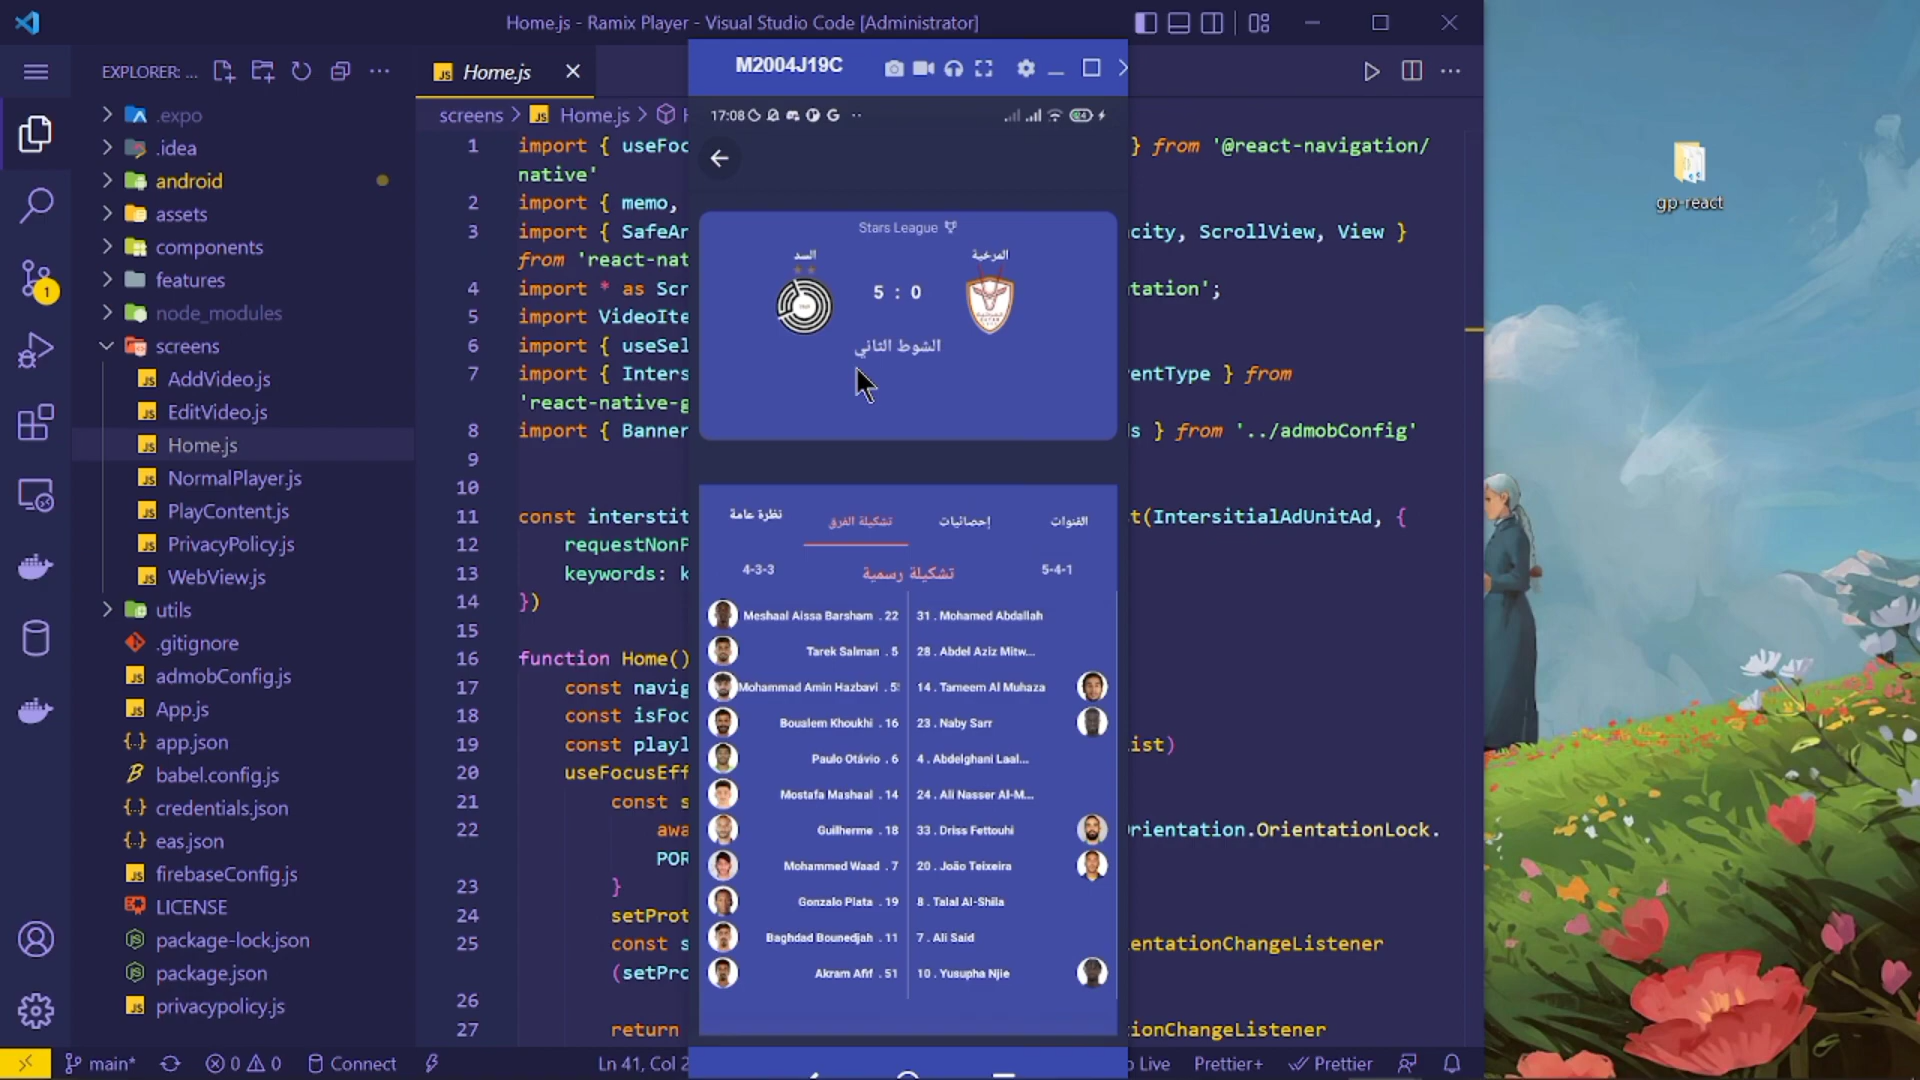 Home.js - Ramix Player - Visual Studio Code [Administrator]
EXPLORER: ...
.expo
.idea
android
assets
components
features
node_modules
screens
AddVideo.js
EditVideo.js
Home.js
NormalPlayer.js
PlayContent.js
PrivacyPolicy.js
WebView.js
utils
.gitignore
admobConfig.js
App.js
app.json
babel.config.js
credentials.json
eas.json
firebaseConfig.js
LICENSE
package-lock.json
package.json
privacypolicy.js
1
Home.js
screens > Home.js >
1 import { useFoc } from '@react-navigation/
native'
2 import { memo,
3 import { SafeAr acity, ScrollView, View }
from 'react-nat
4 import * as Scr tation';
5 import VideoIte
6 import { useSel
7 import { Inters entType } from
'react-native-g
8 import { Banner s } from '../admobConfig'
9
10
11 const interstit t(IntersitialAdUnitAd, {
12 requestNonP
13 keywords: k
14 })
15
16 function Home()
17 const navig
18 const isFoc
19 const playl ist)
20 useFocusEff
21 const s
22 awa rientation.OrientationLock.
POR
23 }
24 setProt
25 const s entationChangeListener
(setPro
26
27 return ionChangeListener
M2004J19C
17:08
Stars League
السد
المرخية
5 : 0
الشوط الثاني
نظرة عامة
تشكيلة الفرق
إحصائيات
القنوات
4-3-3
تشكيلة رسمية
5-4-1
Meshaal Aissa Barsham . 22
31 . Mohamed Abdallah
Tarek Salman . 5
28 . Abdel Aziz Mitw...
Mohammad Amin Hazbavi . 5
14 . Tameem Al Muhaza
Boualem Khoukhi . 16
23 . Naby Sarr
Paulo Otávio . 6
4 . Abdelghani Laal...
Mostafa Mashaal . 14
24 . Ali Nasser Al-M...
Guilherme . 18
33 . Driss Fettouhi
Mohammed Waad . 7
20 . João Teixeira
Gonzalo Plata . 19
8 . Talal Al-Shila
Baghdad Bounedjah . 11
7 . Ali Said
Akram Afif . 51
10 . Yusupha Njie
gp-react
main*
0
0
Connect
Ln 41, Col 2
o Live
Prettier+
Prettier